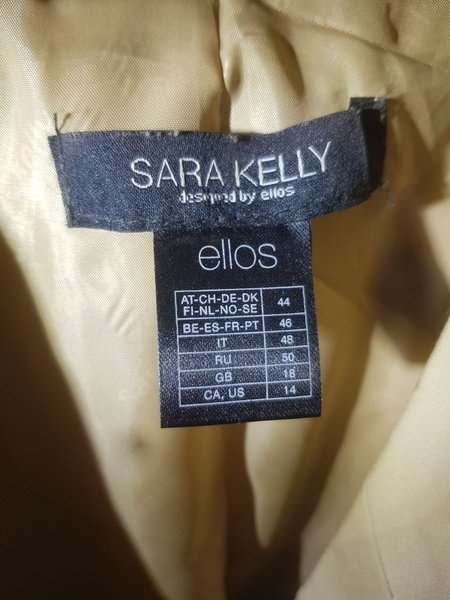 SARA KELLY
designed by ellos
ellos
AT-CH-DE-DK
FI-NL-NO-SE 44
BE-ES-FR-PT 46
IT 48
RU 50
GB 18
CA, US 14